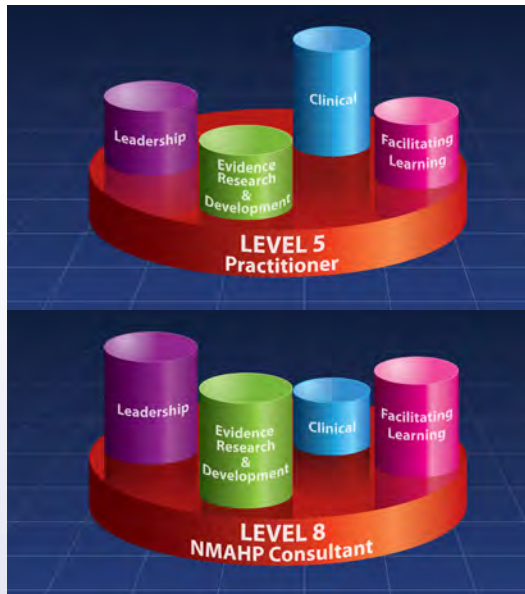 Leadership
Clinical
Evidence
Research
&
Development
Facilitating
Learning
LEVEL 5
Practitioner
Leadership
Evidence
Research
&
Development
Clinical
Facilitating
Learning
LEVEL 8
NMAHP Consultant